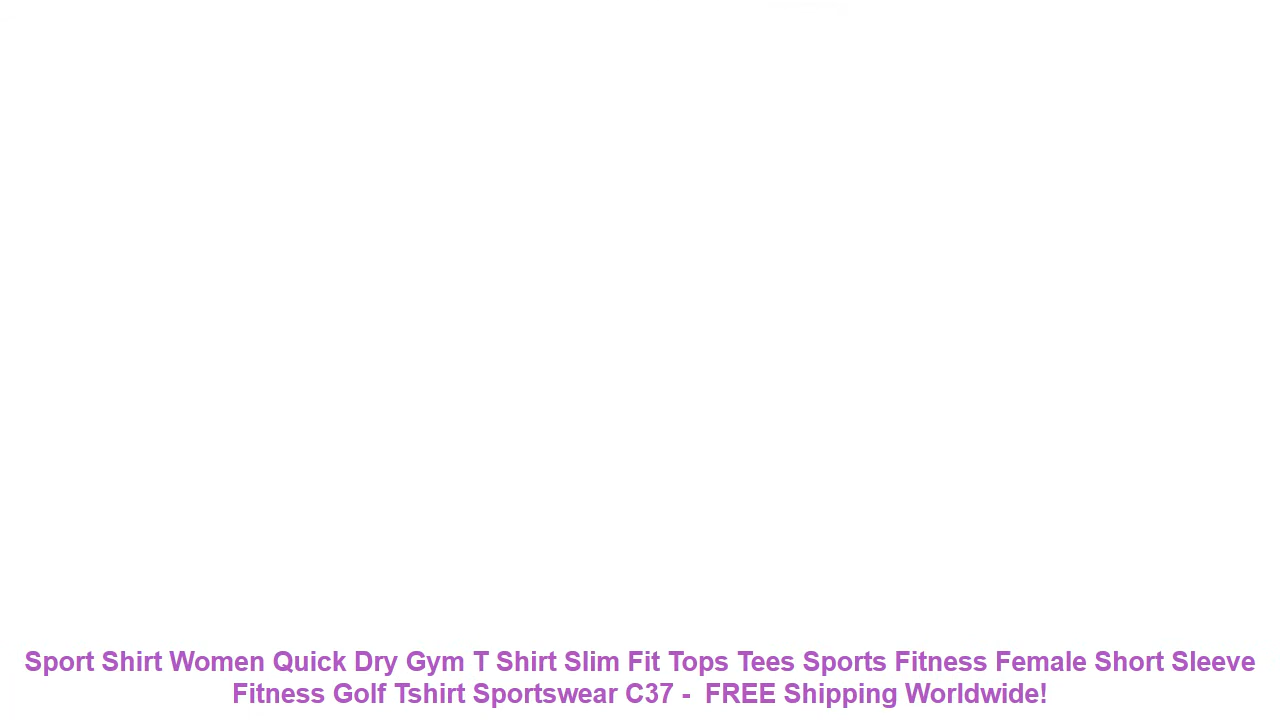 Sport Shirt Women Quick Dry Gym T Shirt Slim Fit Tops Tees Sports Fitness Female Short Sleeve
Fitness Golf Tshirt Sportswear C37 -  FREE Shipping Worldwide!